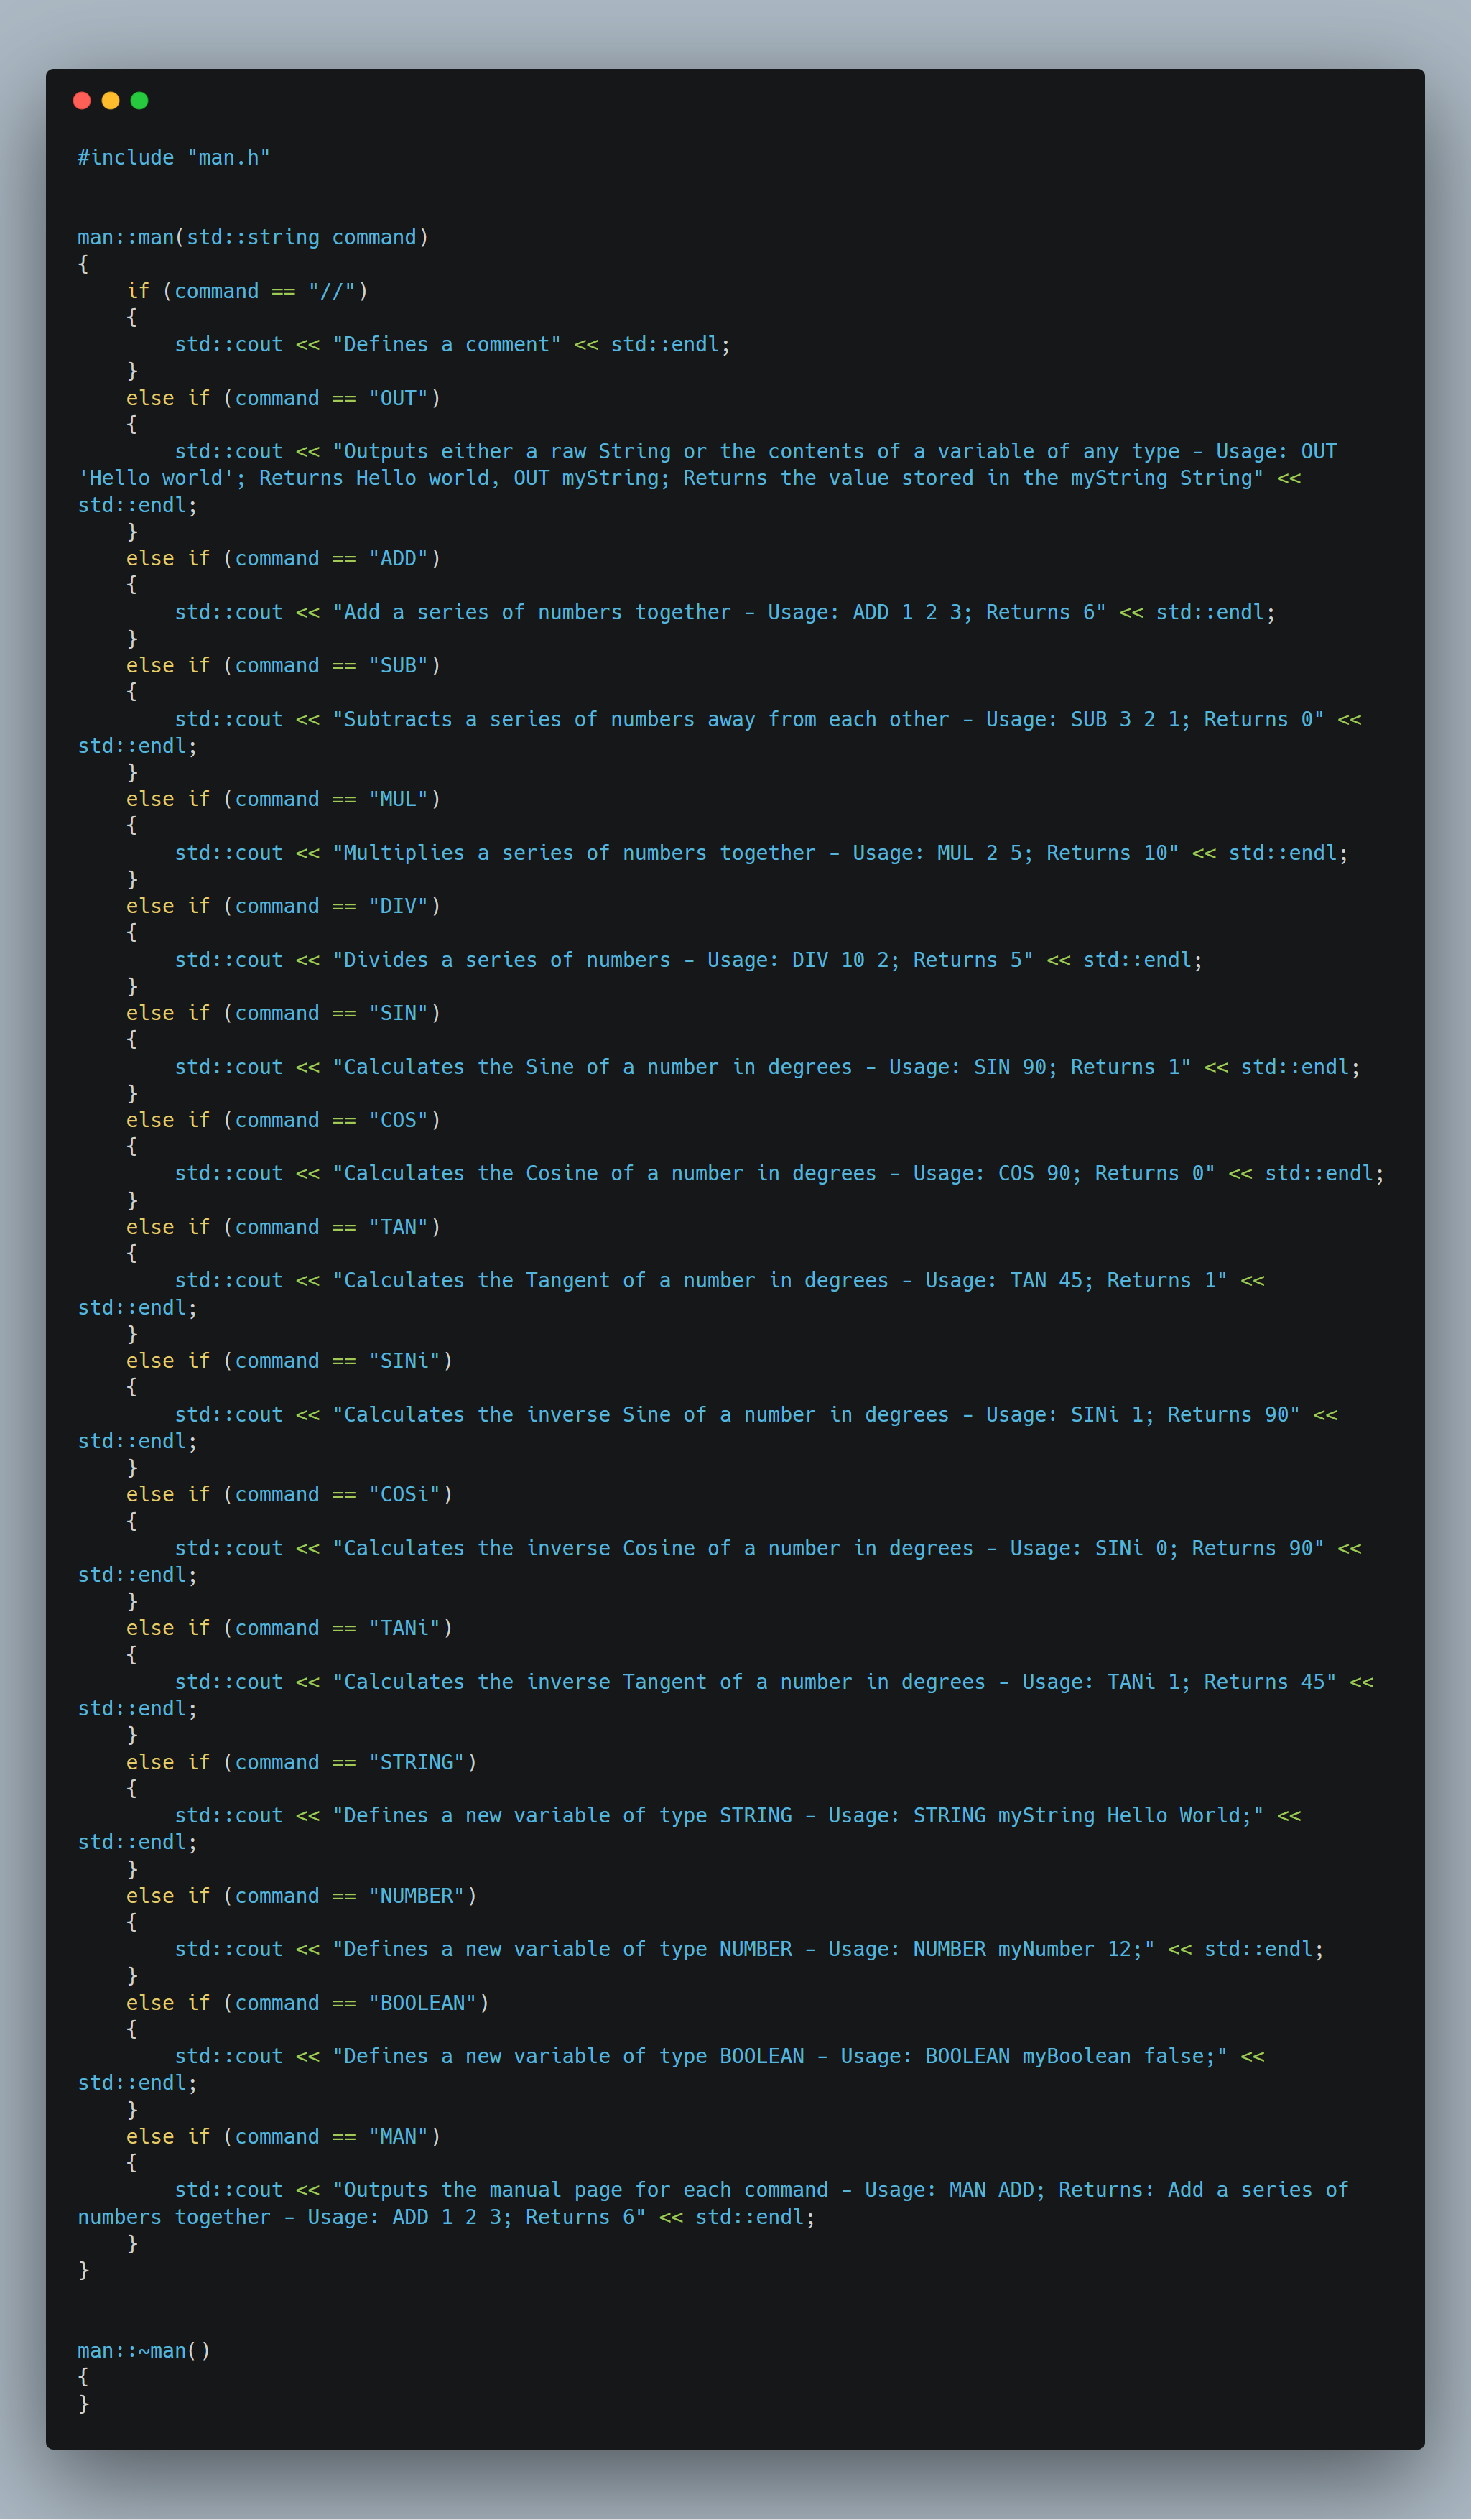 #include "man.h"
man::man(std::string command)
{
    if (command == "//")
    {
        std::cout << "Defines a comment" << std::endl;
    }
    else if (command == "OUT")
    {
        std::cout << "Outputs either a raw String or the contents of a variable of any type - Usage: OUT
'Hello world'; Returns Hello world, OUT myString; Returns the value stored in the myString String" <<
std::endl;
    }
    else if (command == "ADD")
    {
        std::cout << "Add a series of numbers together - Usage: ADD 1 2 3; Returns 6" << std::endl;
    }
    else if (command == "SUB")
    {
        std::cout << "Subtracts a series of numbers away from each other - Usage: SUB 3 2 1; Returns 0" <<
std::endl;
    }
    else if (command == "MUL")
    {
        std::cout << "Multiplies a series of numbers together - Usage: MUL 2 5; Returns 10" << std::endl;
    }
    else if (command == "DIV")
    {
        std::cout << "Divides a series of numbers - Usage: DIV 10 2; Returns 5" << std::endl;
    }
    else if (command == "SIN")
    {
        std::cout << "Calculates the Sine of a number in degrees - Usage: SIN 90; Returns 1" << std::endl;
    }
    else if (command == "COS")
    {
        std::cout << "Calculates the Cosine of a number in degrees - Usage: COS 90; Returns 0" << std::endl;
    }
    else if (command == "TAN")
    {
        std::cout << "Calculates the Tangent of a number in degrees - Usage: TAN 45; Returns 1" <<
std::endl;
    }
    else if (command == "SINi")
    {
        std::cout << "Calculates the inverse Sine of a number in degrees - Usage: SINi 1; Returns 90" <<
std::endl;
    }
    else if (command == "COSi")
    {
        std::cout << "Calculates the inverse Cosine of a number in degrees - Usage: SINi 0; Returns 90" <<
std::endl;
    }
    else if (command == "TANi")
    {
        std::cout << "Calculates the inverse Tangent of a number in degrees - Usage: TANi 1; Returns 45" <<
std::endl;
    }
    else if (command == "STRING")
    {
        std::cout << "Defines a new variable of type STRING - Usage: STRING myString Hello World;" <<
std::endl;
    }
    else if (command == "NUMBER")
    {
        std::cout << "Defines a new variable of type NUMBER - Usage: NUMBER myNumber 12;" << std::endl;
    }
    else if (command == "BOOLEAN")
    {
        std::cout << "Defines a new variable of type BOOLEAN - Usage: BOOLEAN myBoolean false;" <<
std::endl;
    }
    else if (command == "MAN")
    {
        std::cout << "Outputs the manual page for each command - Usage: MAN ADD; Returns: Add a series of
numbers together - Usage: ADD 1 2 3; Returns 6" << std::endl;
    }
}
man::~man()
{
}